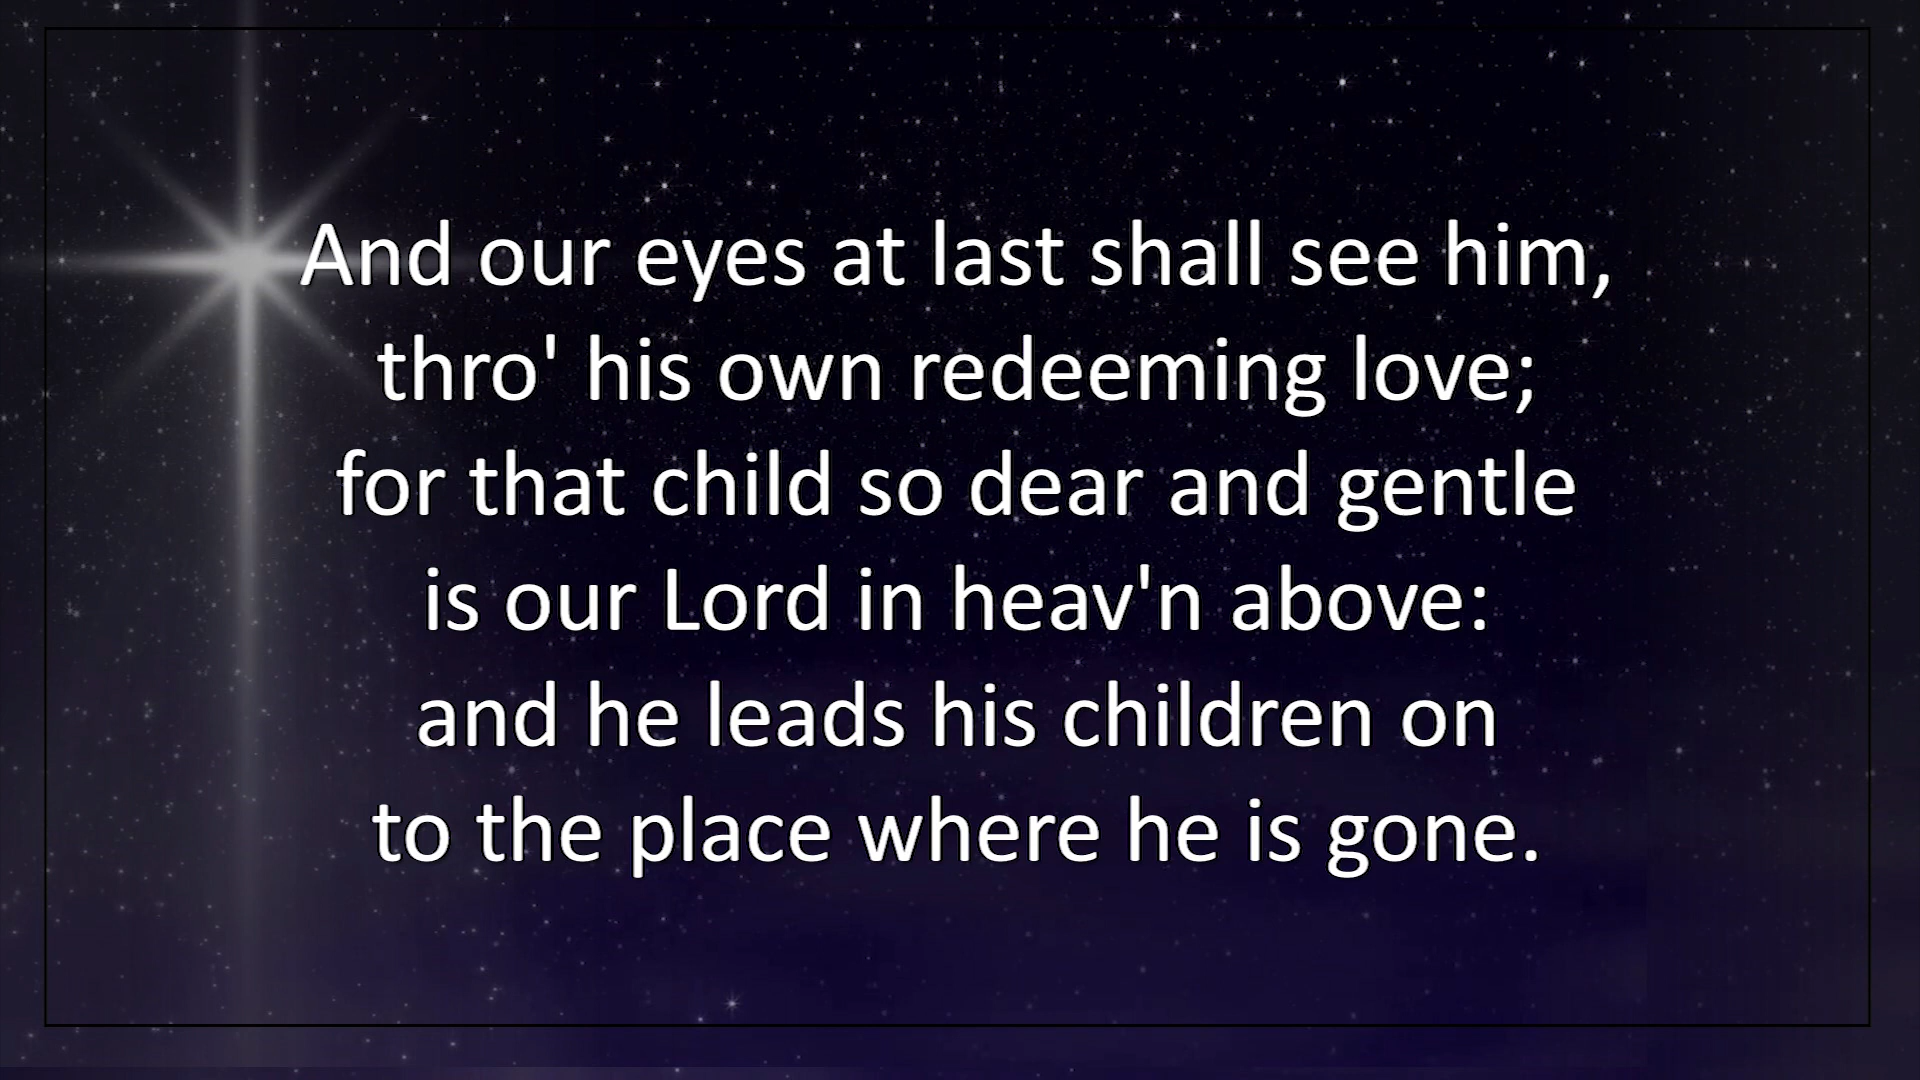 And our eyes at last shall see him,
thro' his own redeeming love;
for that child so dear and gentle
is our Lord in heav'n above:
and he leads his children on
to the place where he is gone.